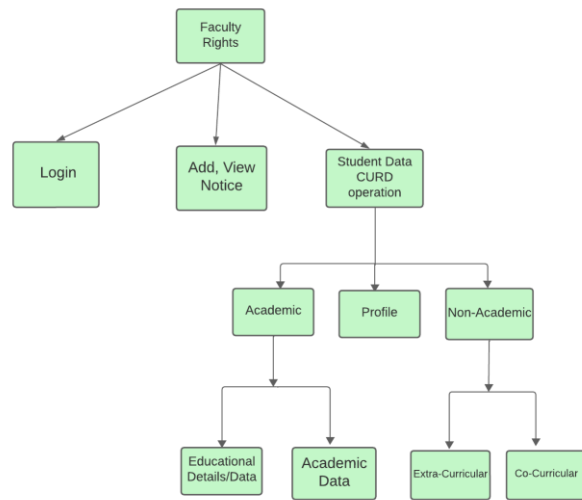 Faculty
Rights
Login
Add, View
Notice
Student Data
CURD
operation
Academic
Profile
Non-Academic
Educational
Details/Data
Academic
Data
Extra-Curricular
Co-Curricular